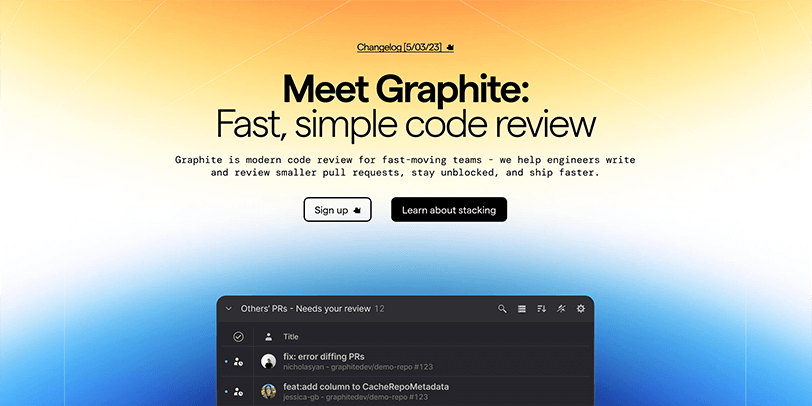 Changelog [5/03/23]
Meet Graphite:
Fast, simple code review
Graphite is modern code review for fast-moving teams - we help engineers write
and review smaller pull requests, stay unblocked, and ship faster.
Sign up
Learn about stacking
Others' PRs - Needs your review 12
Title
fix: error diffing PRs
nicholasyan - graphitedev/demo-repo #123
feat:add column to CacheRepoMetadata
jessica-gb - graphitedev/demo-repo #123